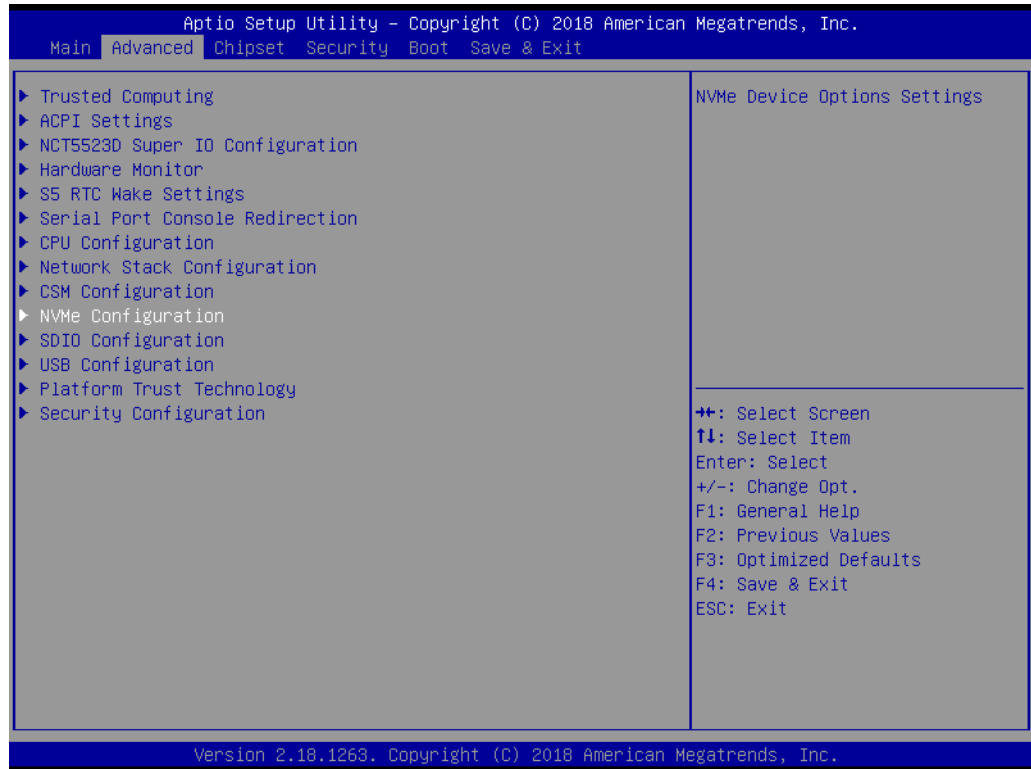 Aptio Setup Utility – Copyright (C) 2018 American Megatrends, Inc.
Main Advanced Chipset Security Boot Save & Exit
▶ Trusted Computing
▶ ACPI Settings
▶ NCT5523D Super IO Configuration
▶ Hardware Monitor
▶ S5 RTC Wake Settings
▶ Serial Port Console Redirection
▶ CPU Configuration
▶ Network Stack Configuration
▶ CSM Configuration
▶ NVMe Configuration
▶ SDIO Configuration
▶ USB Configuration
▶ Platform Trust Technology
▶ Security Configuration
NVMe Device Options Settings
→←: Select Screen
↑↓: Select Item
Enter: Select
+/-: Change Opt.
F1: General Help
F2: Previous Values
F3: Optimized Defaults
F4: Save & Exit
ESC: Exit
Version 2.18.1263. Copyright (C) 2018 American Megatrends, Inc.